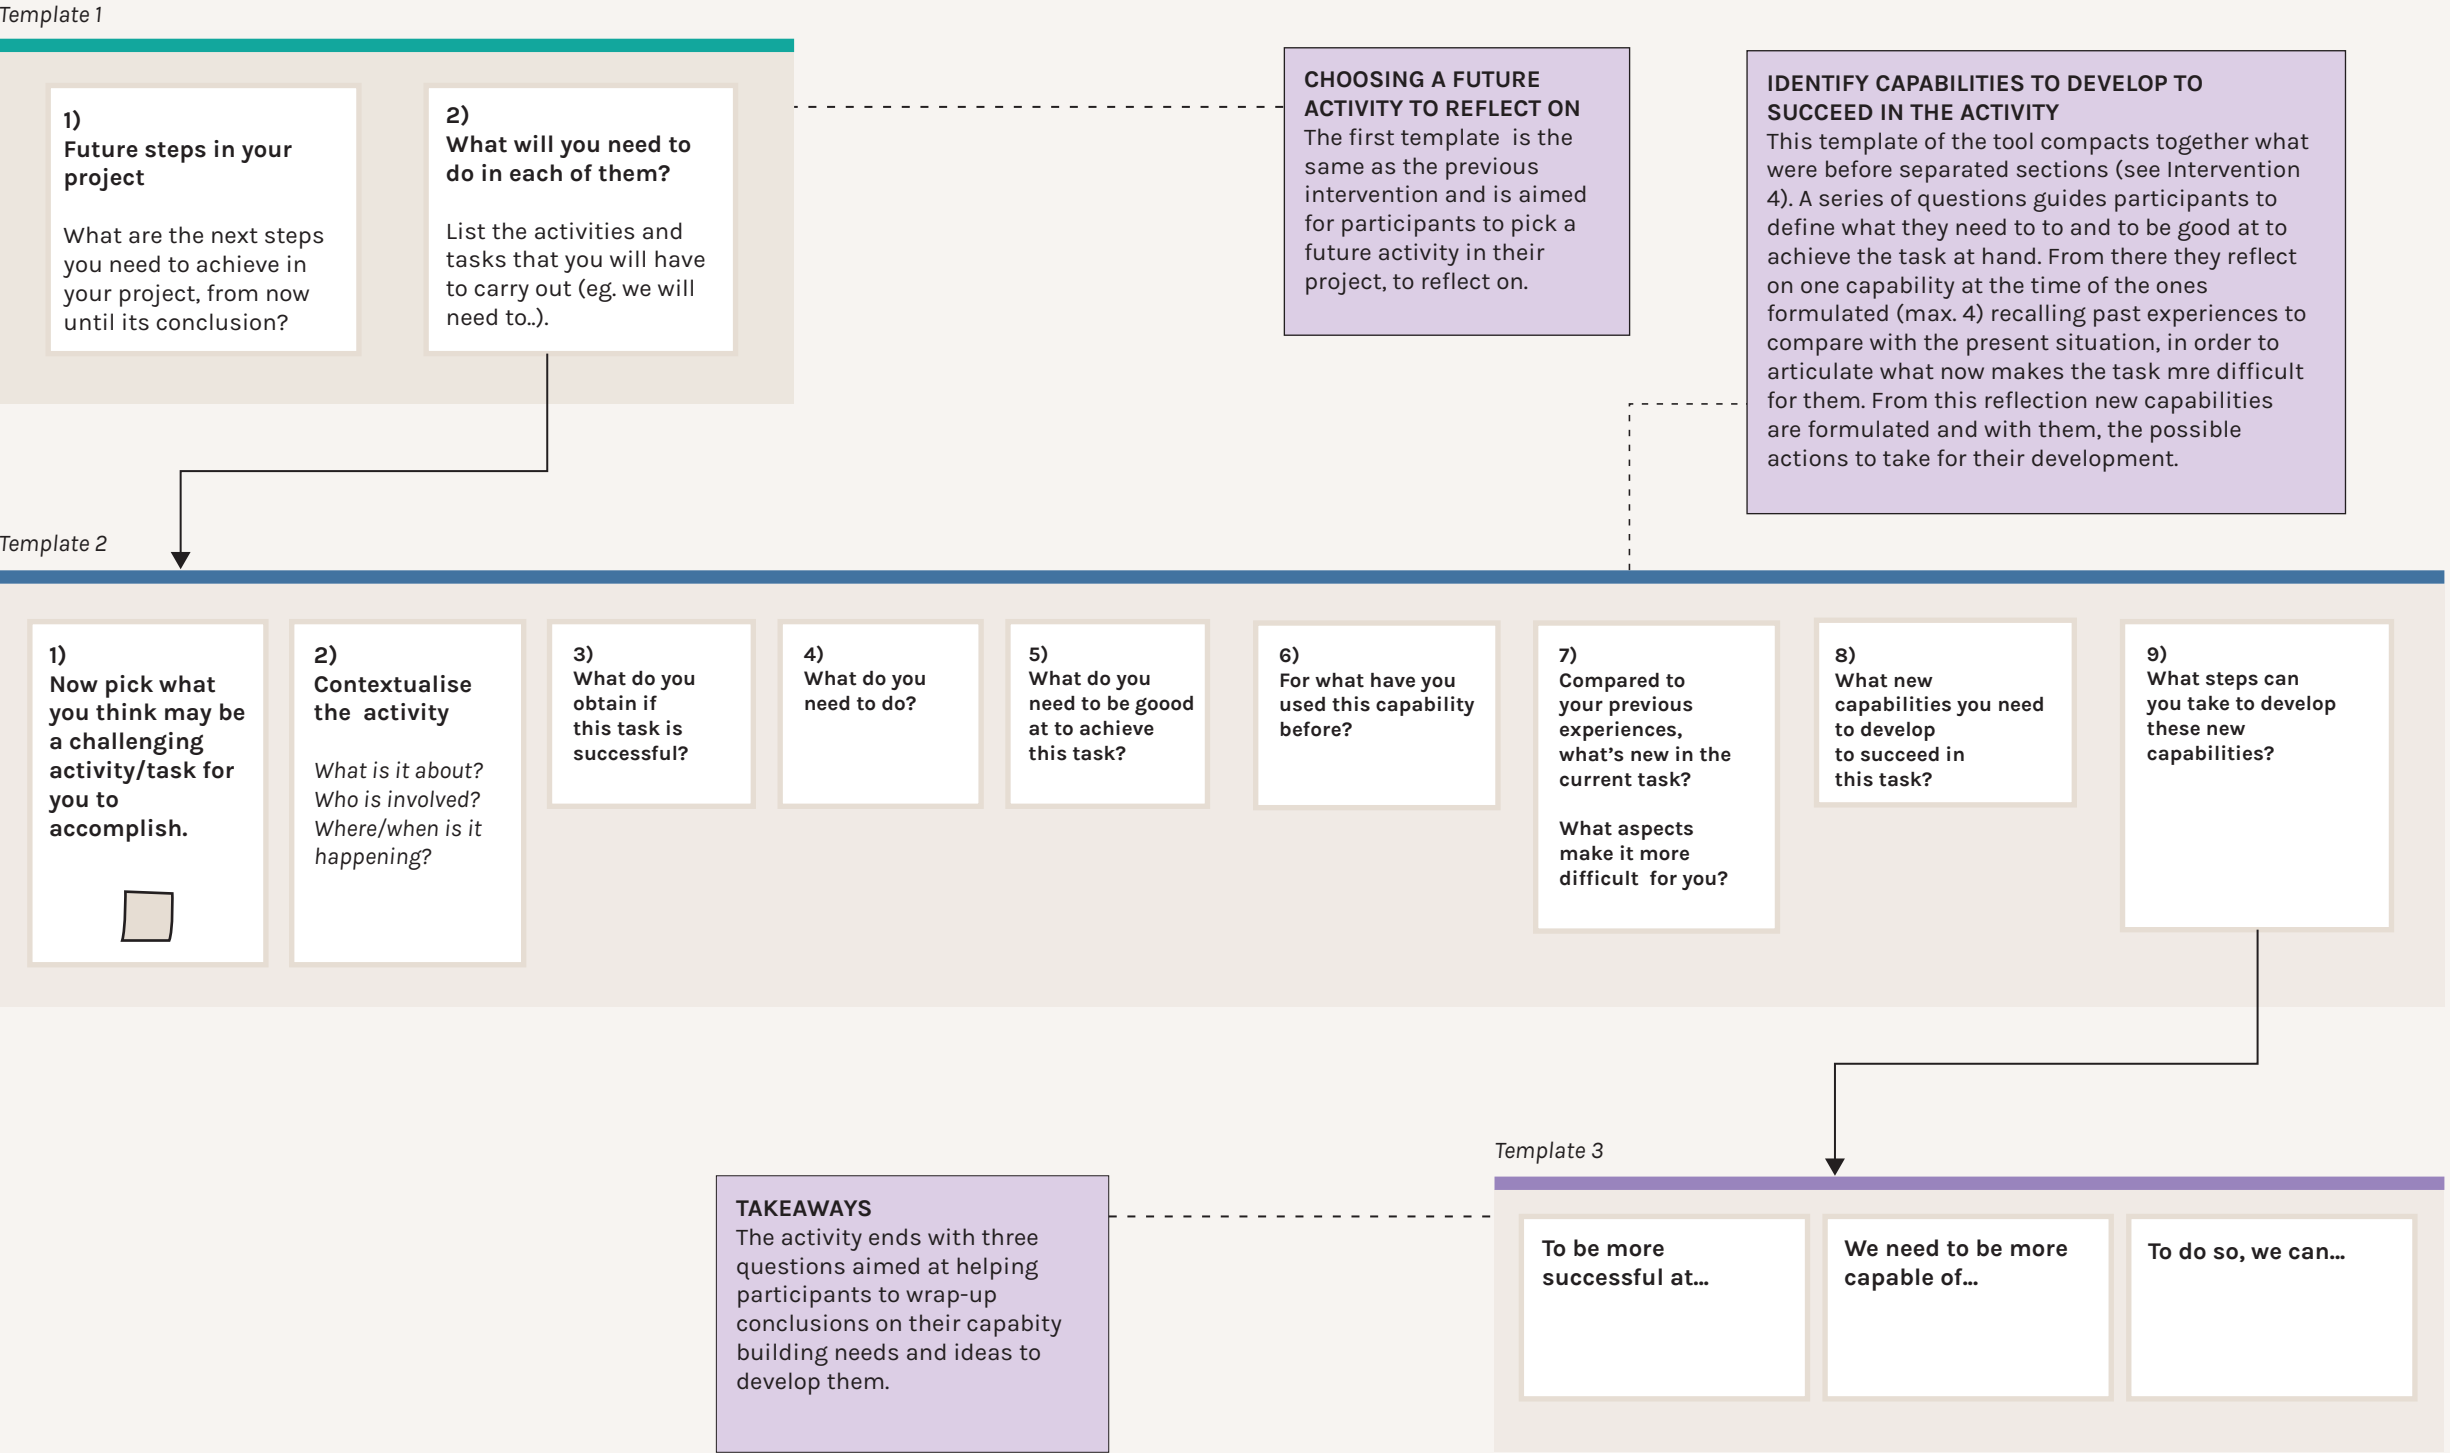 Template 1
1)
Future steps in your
project
What are the next steps
you need to achieve in
your project, from now
until its conclusion?
2)
What will you need to
do in each of them?
List the activities and
tasks that you will have
to carry out (eg. we will
need to..).
CHOOSING A FUTURE
ACTIVITY TO REFLECT ON
The first template is the
same as the previous
intervention and is aimed
for participants to pick a
future activity in their
project, to reflect on.
IDENTIFY CAPABILITIES TO DEVELOP TO
SUCCEED IN THE ACTIVITY
This template of the tool compacts together what
were before separated sections (see Intervention
4). A series of questions guides participants to
define what they need to to and to be good at to
achieve the task at hand. From there they reflect
on one capability at the time of the ones
formulated (max. 4) recalling past experiences to
compare with the present situation, in order to
articulate what now makes the task mre difficult
for them. From this reflection new capabilities
are formulated and with them, the possible
actions to take for their development.
Template 2
1)
Now pick what
you think may be
a challenging
activity/task for
you to
accomplish.
2)
Contextualise
the activity
What is it about?
Who is involved?
Where/when is it
happening?
3)
What do you
obtain if
this task is
successful?
4)
What do you
need to do?
5)
What do you
need to be goood
at to achieve
this task?
6)
For what have you
used this capability
before?
7)
Compared to
your previous
experiences,
what's new in the
current task?
What aspects
make it more
difficult for you?
8)
What new
capabilities you need
to develop
to succeed in
this task?
9)
What steps can
you take to develop
these new
capabilities?
TAKEAWAYS
The activity ends with three
questions aimed at helping
participants to wrap-up
conclusions on their capabity
building needs and ideas to
develop them.
Template 3
To be more
successful at...
We need to be more
capable of...
To do so, we can...